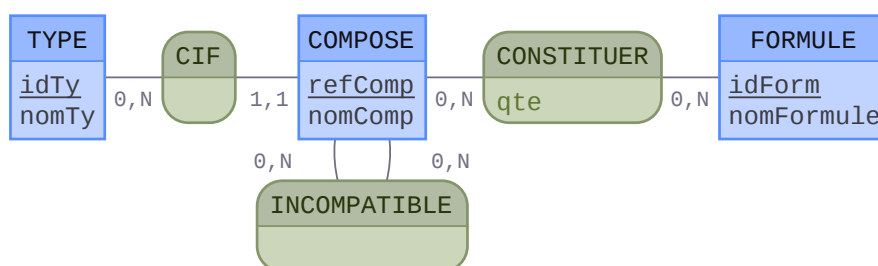 TYPE
idTy
nomTy
0,N
CIF
1,1
COMPOSE
refComp
nomComp
0,N
CONSTITUER
qte
0,N
FORMULE
idForm
nomFormule
0,N
0,N
INCOMPATIBLE